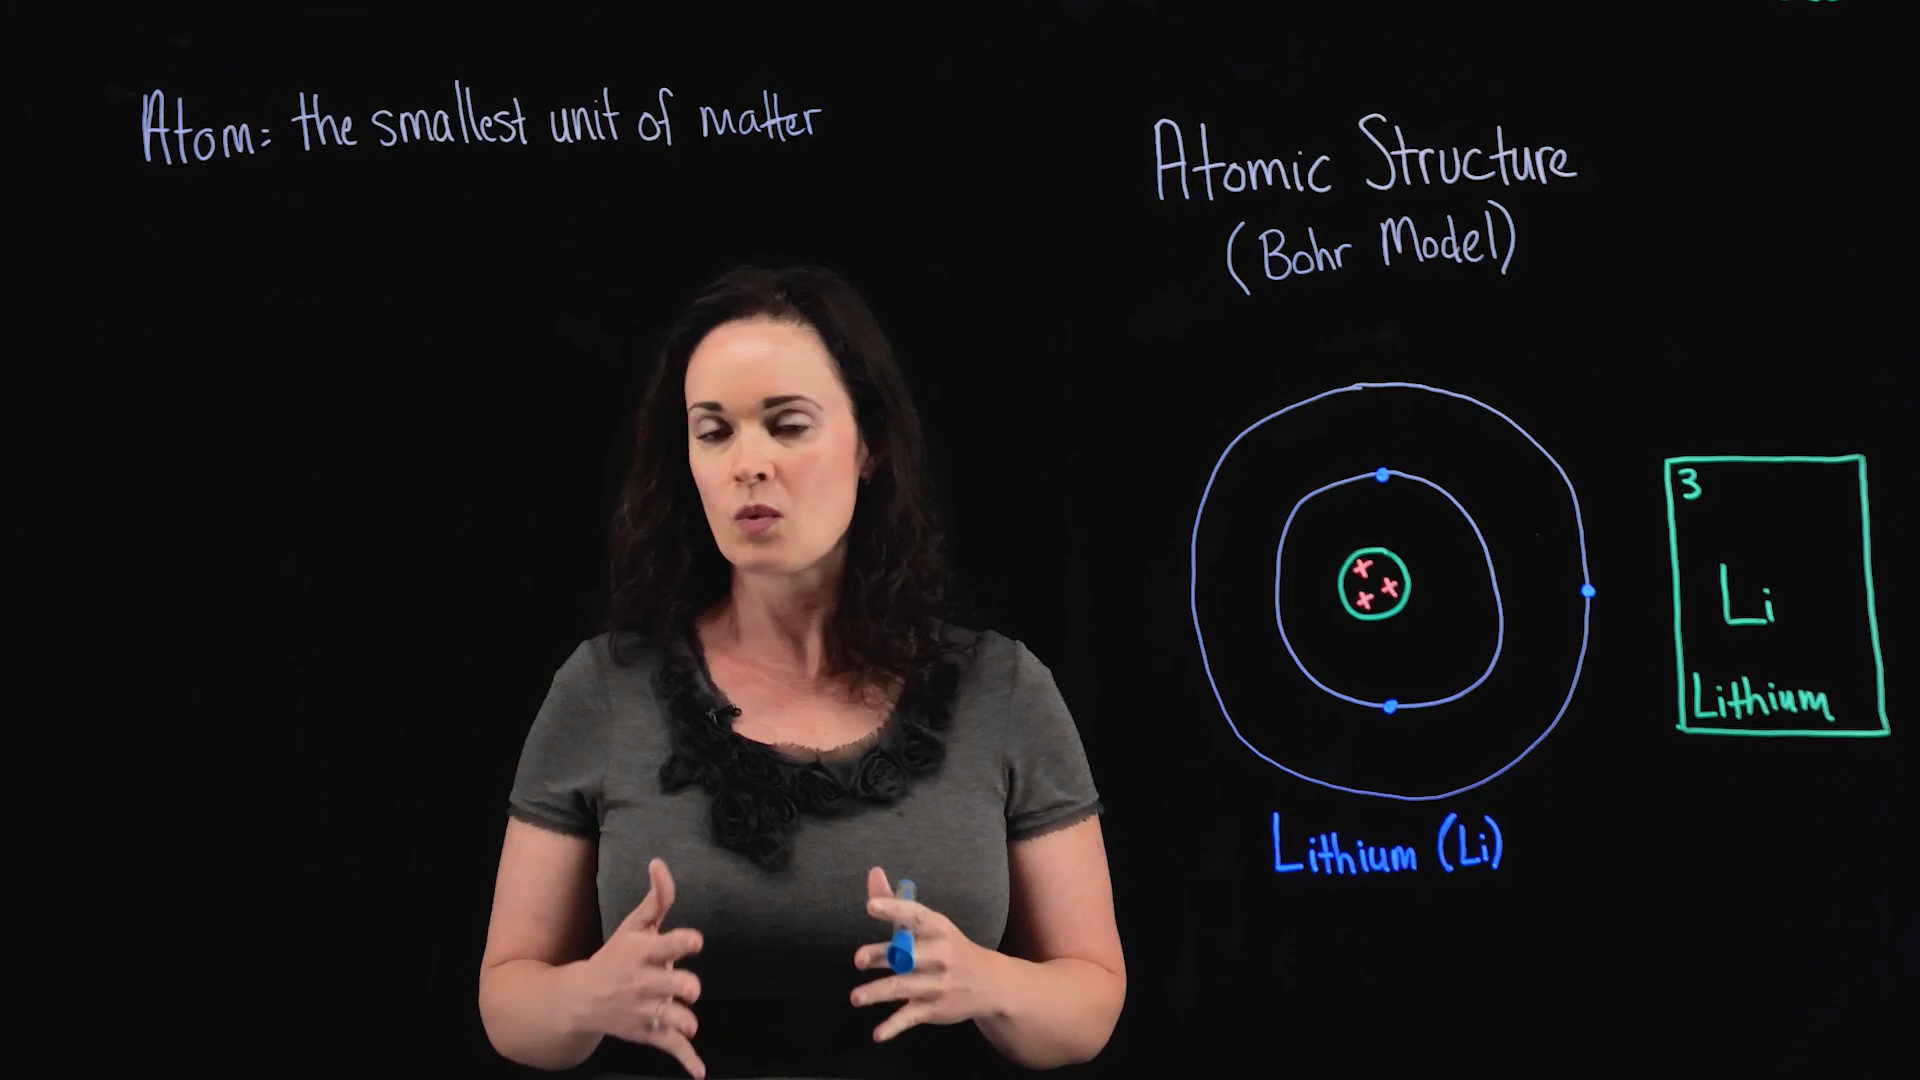 Atom: the smallest unit of matter
Atomic Structure
(Bohr Model)
+ + +
3
Li
Lithium
Lithium (Li)